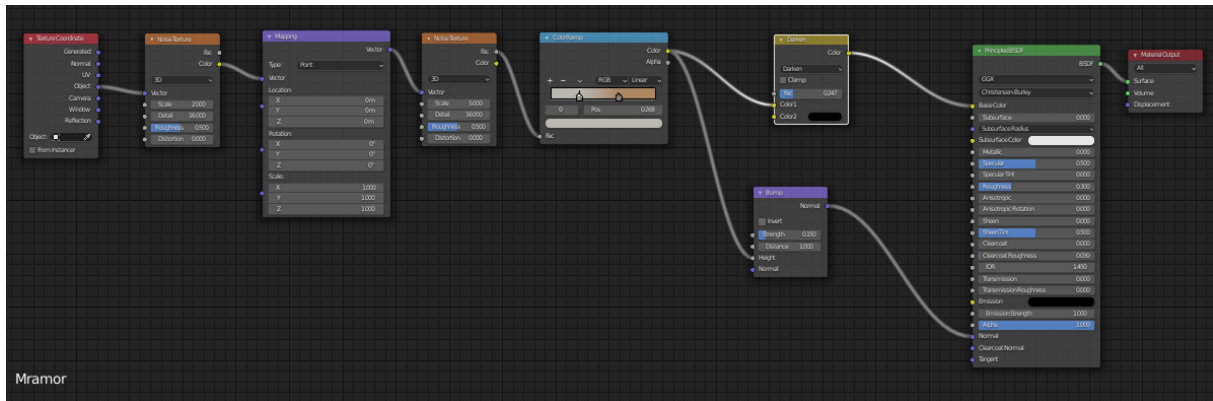 Texture Coordinate
Generated
Normal
UV
Object
Camera
Window
Reflection
Object:
From Instancer
Noise Texture
Fac
Color
3D
Vector
Scale 2.000
Detail 16.000
Roughness 0.500
Distortion 0.000
Mapping
Vector
Type: Point
Vector
Location:
X 0 m
Y 0 m
Z 0 m
Rotation:
X 0°
Y 0°
Z 0°
Scale:
X 1.000
Y 1.000
Z 1.000
Noise Texture
Fac
Color
3D
Vector
Scale 5.000
Detail 16.000
Roughness 0.500
Distortion 0.000
ColorRamp
Color
Alpha
RGB Linear
0 Pos 0.268
Fac
Darken
Color
Darken
Clamp
Fac 0.247
Color1
Color2
Bump
Normal
Invert
Strength 0.150
Distance 1.000
Height
Normal
Principled BSDF
BSDF
GGX
Christensen-Burley
Base Color
Subsurface 0.000
Subsurface Radius
Subsurface Color
Metallic 0.000
Specular 0.500
Specular Tint 0.000
Roughness 0.300
Anisotropic 0.000
Anisotropic Rotation 0.000
Sheen 0.000
Sheen Tint 0.500
Clearcoat 0.000
Clearcoat Roughness 0.030
IOR 1.450
Transmission 0.000
Transmission Roughness 0.000
Emission
Emission Strength 1.000
Alpha 1.000
Normal
Clearcoat Normal
Tangent
Material Output
All
Surface
Volume
Displacement
Mramor